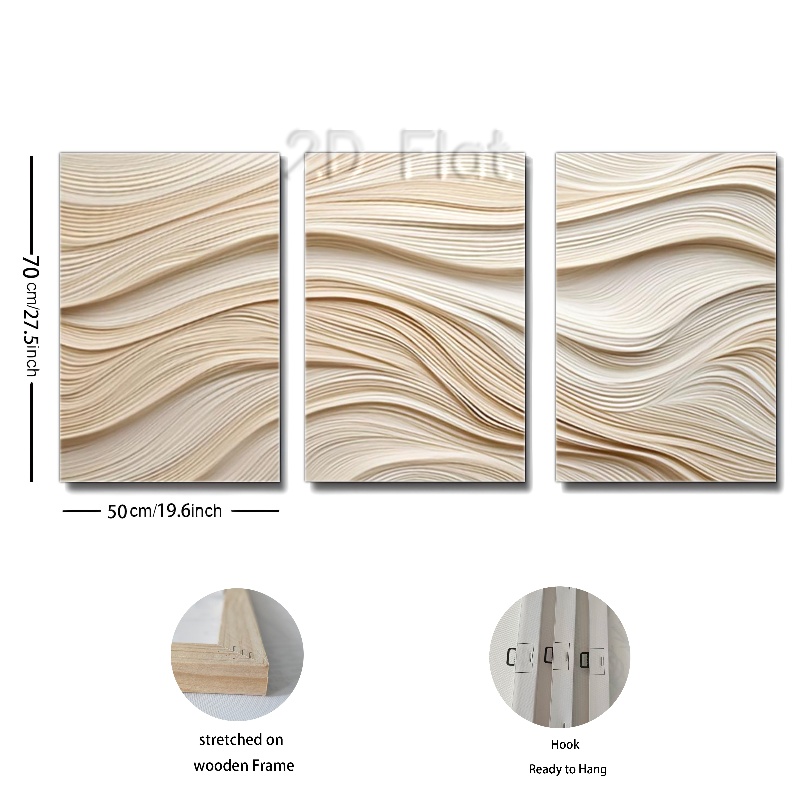 2D Flat
70 cm/27.5inch
50cm/19.6inch
stretched on
wooden Frame
Hook
Ready to Hang